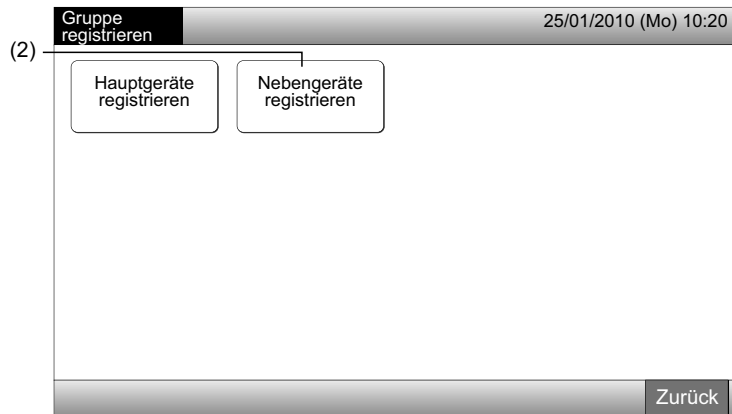 Gruppe
registrieren
25/01/2010 (Mo) 10:20
(2)
Hauptgeräte
registrieren
Nebengeräte
registrieren
Zurück